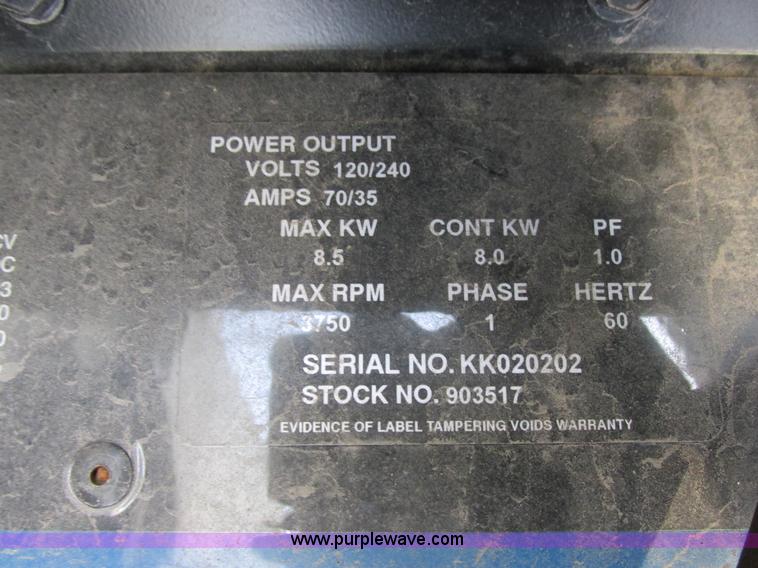 POWER OUTPUT
VOLTS 120/240
AMPS 70/35
MAX KW CONT KW PF
8.5 8.0 1.0
MAX RPM PHASE HERTZ
3750 1 60
SERIAL NO. KK020202
STOCK NO. 903517
EVIDENCE OF LABEL TAMPERING VOIDS WARRANTY
www.purplewave.com